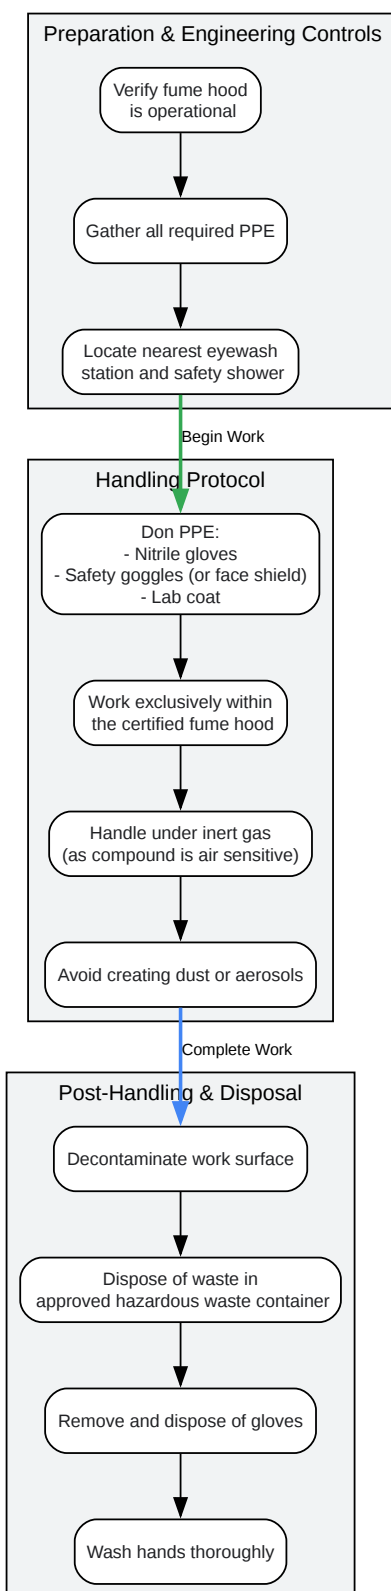 Preparation & Engineering Controls
Verify fume hood
is operational
Gather all required PPE
Locate nearest eyewash
station and safety shower
Begin Work
Handling Protocol
Don PPE:
- Nitrile gloves
- Safety goggles (or face shield)
- Lab coat
Work exclusively within
the certified fume hood
Handle under inert gas
(as compound is air sensitive)
Avoid creating dust or aerosols
Complete Work
Post-Handling & Disposal
Decontaminate work surface
Dispose of waste in
approved hazardous waste container
Remove and dispose of gloves
Wash hands thoroughly